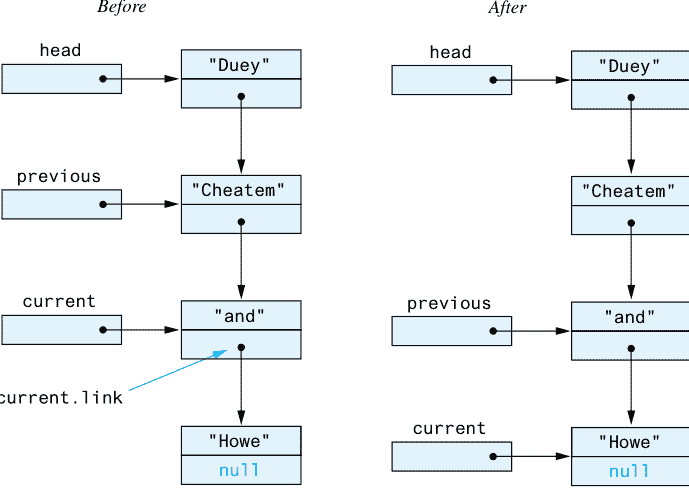 Before
head
"Duey"
previous
"Cheatem"
current
"and"
current.link
"Howe"
null
After
head
"Duey"
"Cheatem"
previous
"and"
current
"Howe"
null